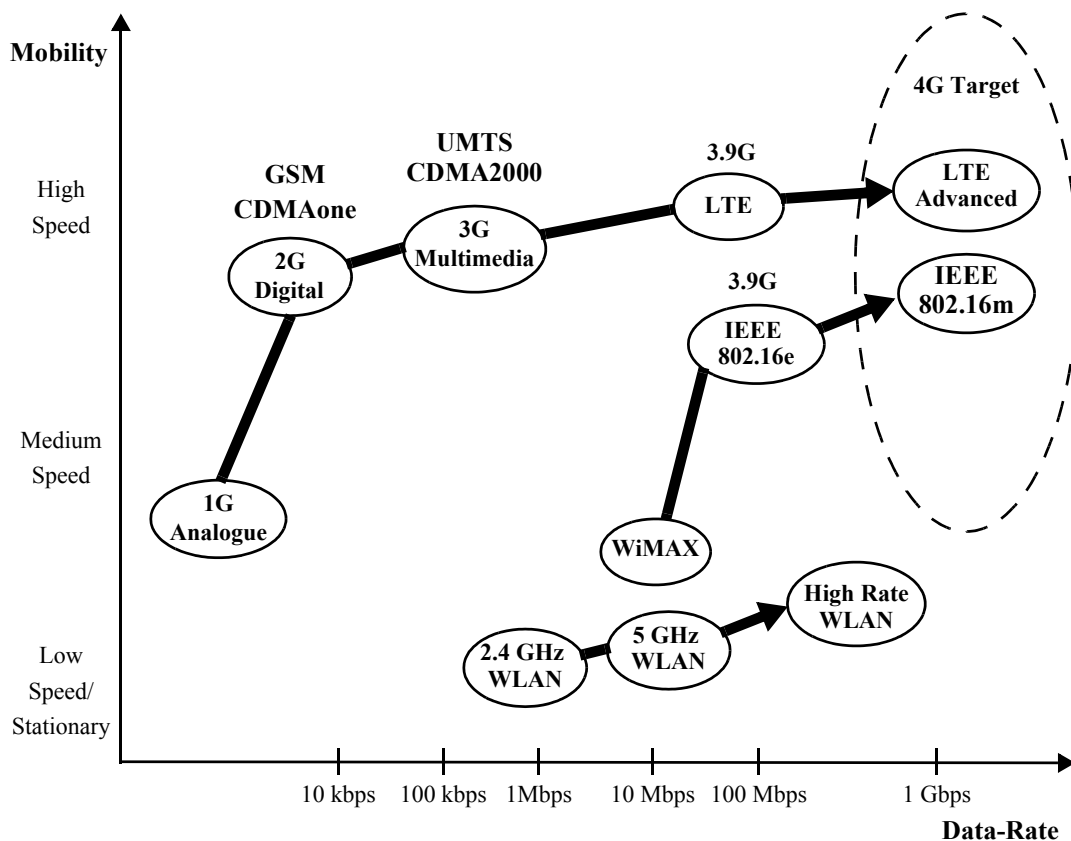 Mobility
4G Target
UMTS
CDMA2000
3.9G
GSM
CDMAone
High
Speed
LTE
Advanced
LTE
3G
Multimedia
2G
Digital
IEEE
802.16m
3.9G
IEEE
802.16e
Medium
Speed
1G
Analogue
WiMAX
High Rate
WLAN
5 GHz
WLAN
2.4 GHz
WLAN
Low
Speed/
Stationary
10 kbps
100 kbps
1Mbps
10 Mbps
100 Mbps
1 Gbps
Data-Rate